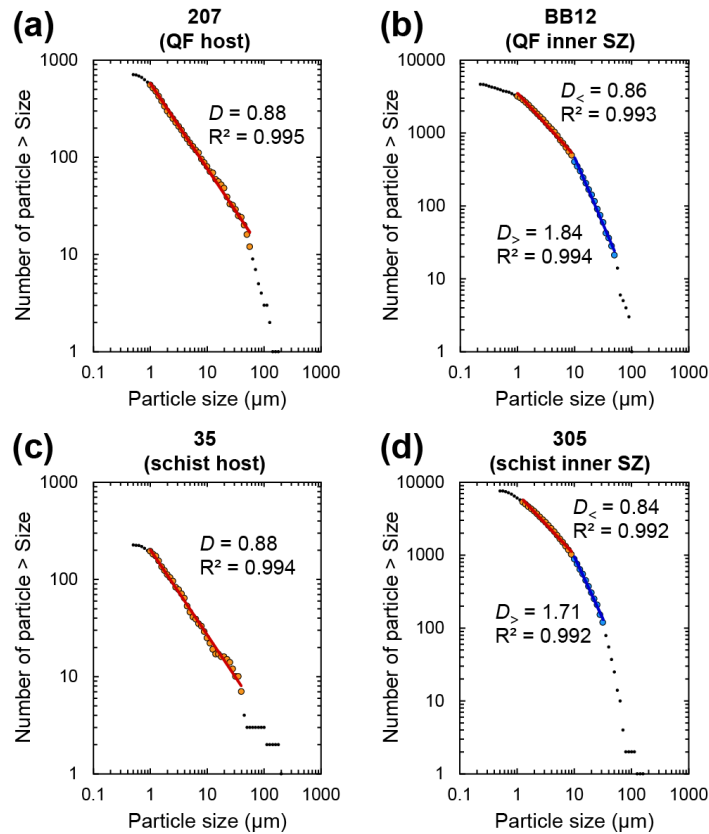 (a)
207
(QF host)
1000
100
10
1
D = 0.88
R² = 0.995
Number of particle > Size
0.1 1 10 100 1000
Particle size (µm)
(b)
BB12
(QF inner SZ)
10000
1000
100
10
1
D< = 0.86
R² = 0.993
D> = 1.84
R² = 0.994
Number of particle > Size
0.1 1 10 100 1000
Particle size (µm)
(c)
35
(schist host)
1000
100
10
1
D = 0.88
R² = 0.994
Number of particle > Size
0.1 1 10 100 1000
Particle size (µm)
(d)
305
(schist inner SZ)
10000
1000
100
10
1
D< = 0.84
R² = 0.992
D> = 1.71
R² = 0.992
Number of particle > Size
0.1 1 10 100 1000
Particle size (µm)